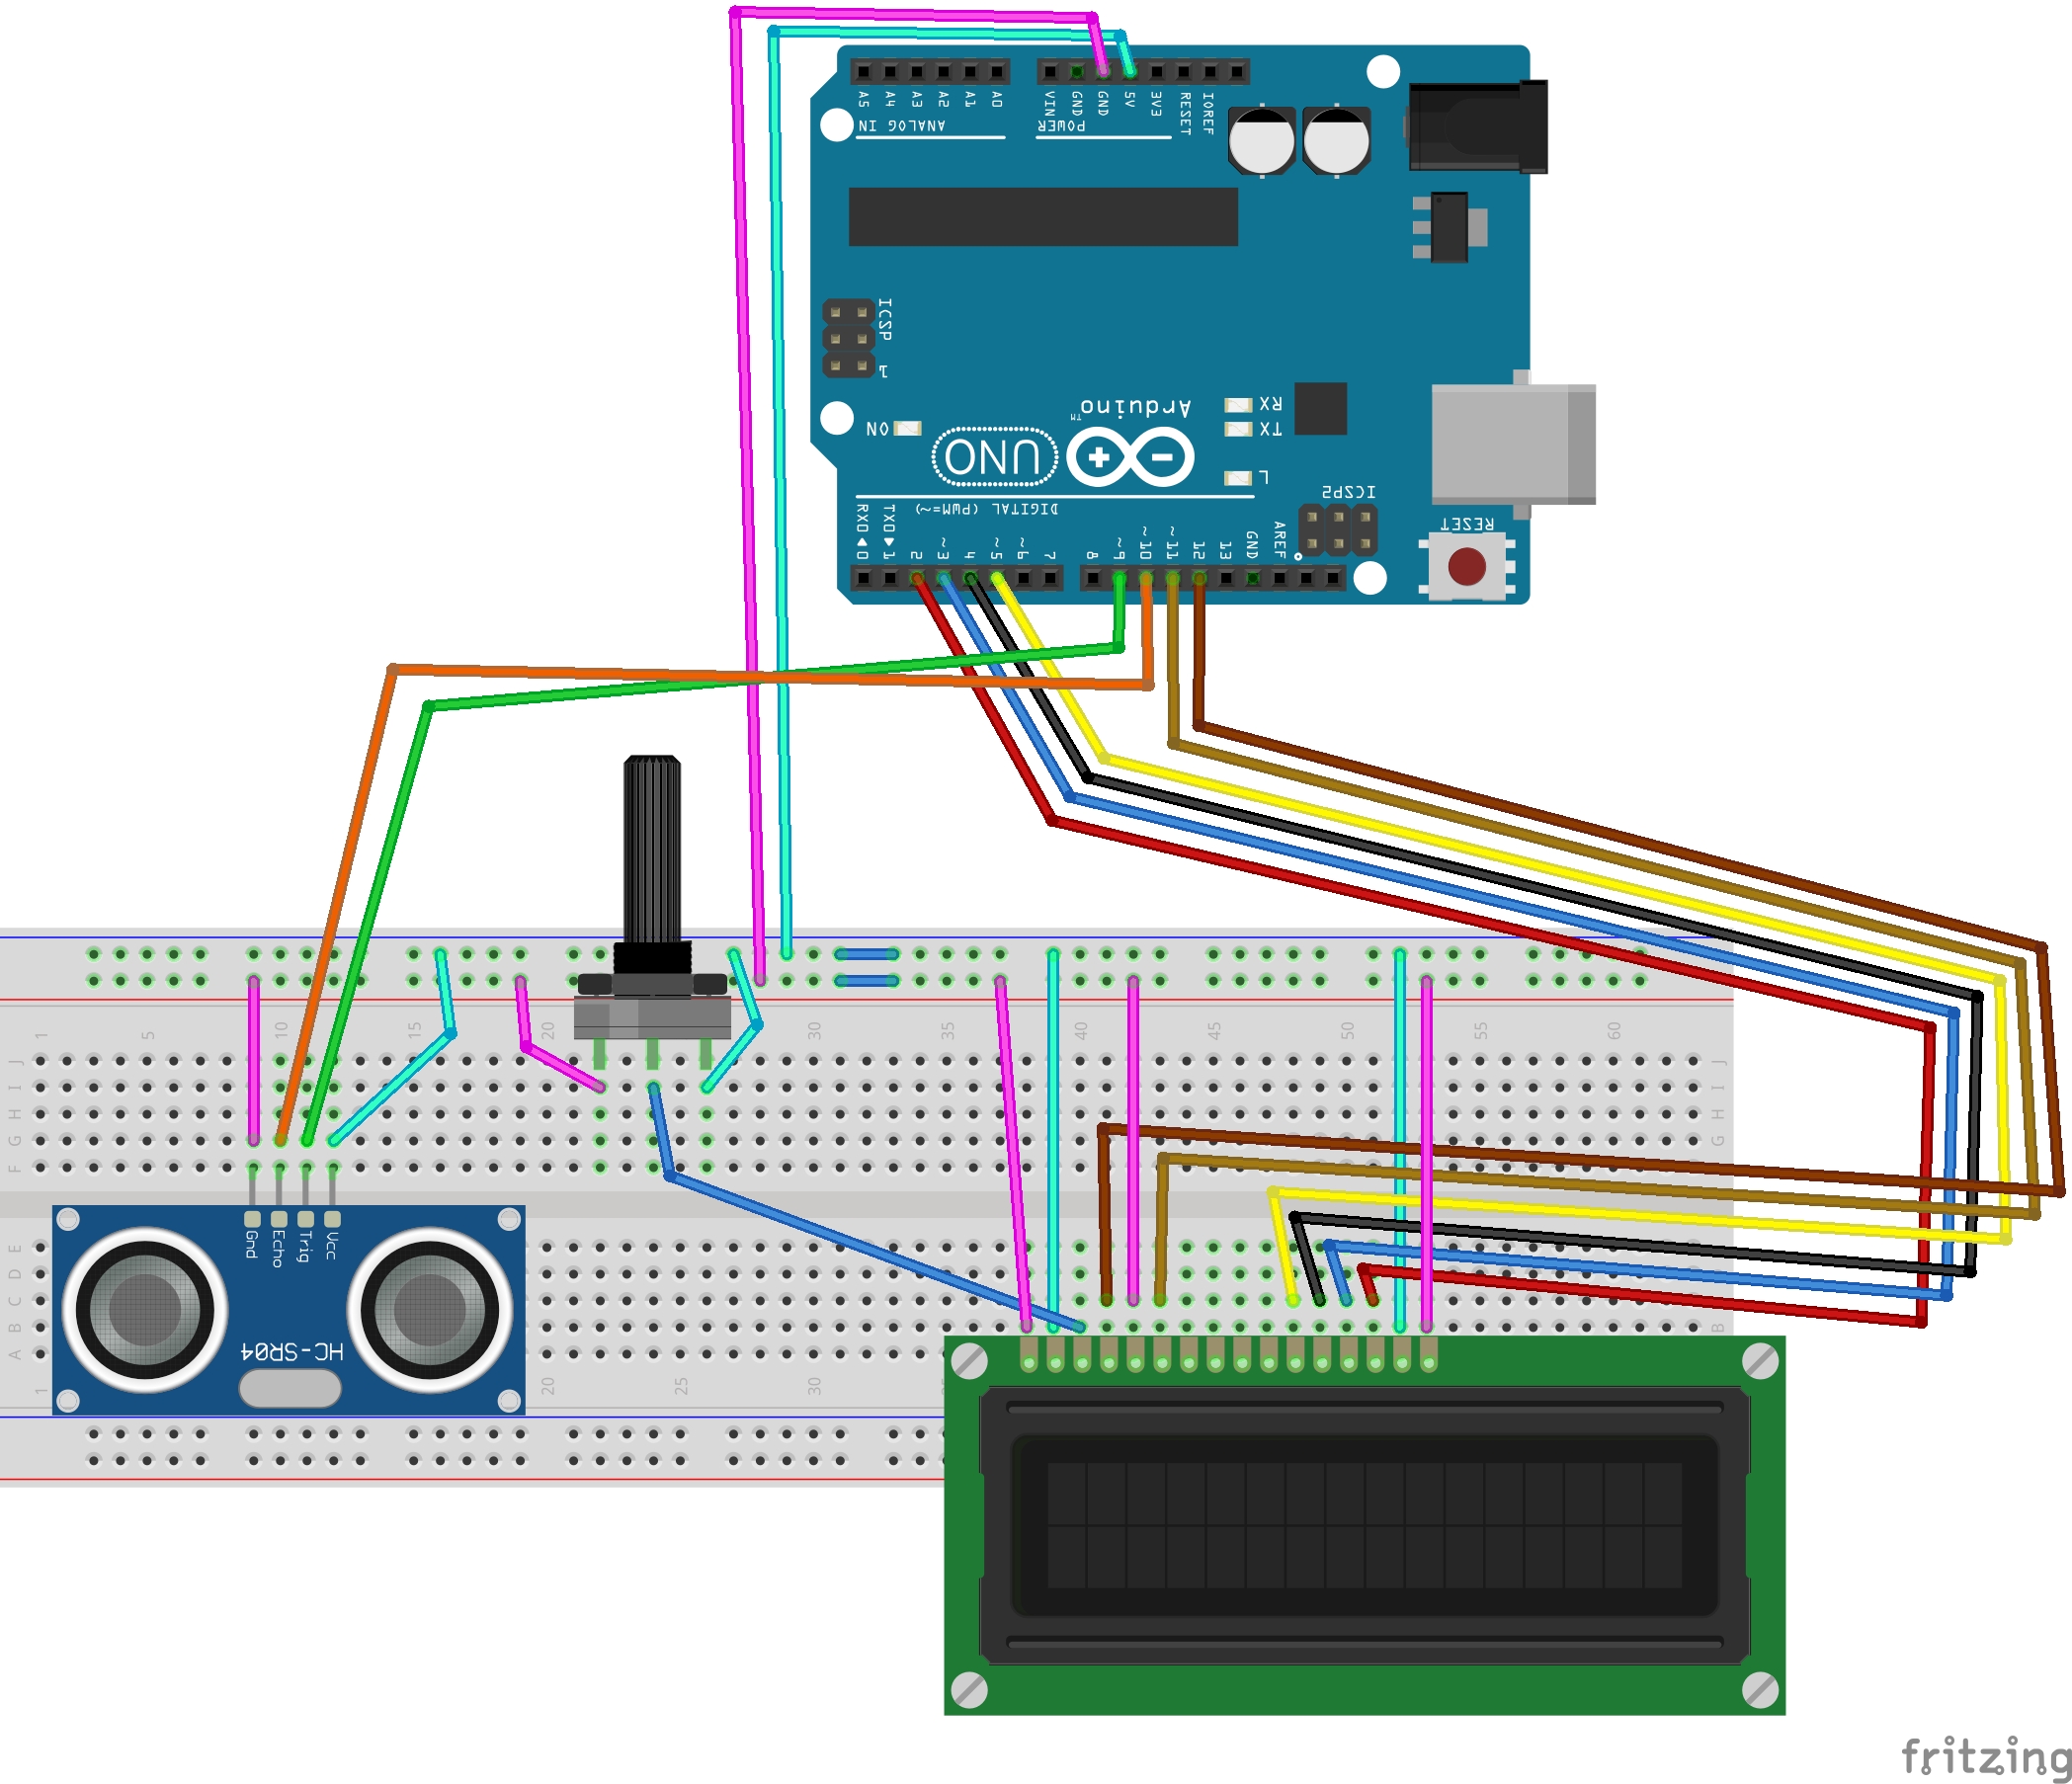 A5 A4 A3 A2 A1 A0 VIN GND GND 5V 3V3 RESET IOREF
ANALOG IN POWER
ICSP
1
Arduino™
RX
TX
ON
UNO
L
ICSP2
DIGITAL (PWM=~)
RESET
RX0 TX0
0 1 2 ~3 4 ~5 ~6 7 8 ~9 ~10 ~11 12 13 GND AREF
1 5 10 15 20 30 35 40 45 50 55 60
J J
I I
H H
G G
F
Gnd Echo Trig Vcc
E
D
C
B B
A
HC-SR04
1 20 25 30
fritzing